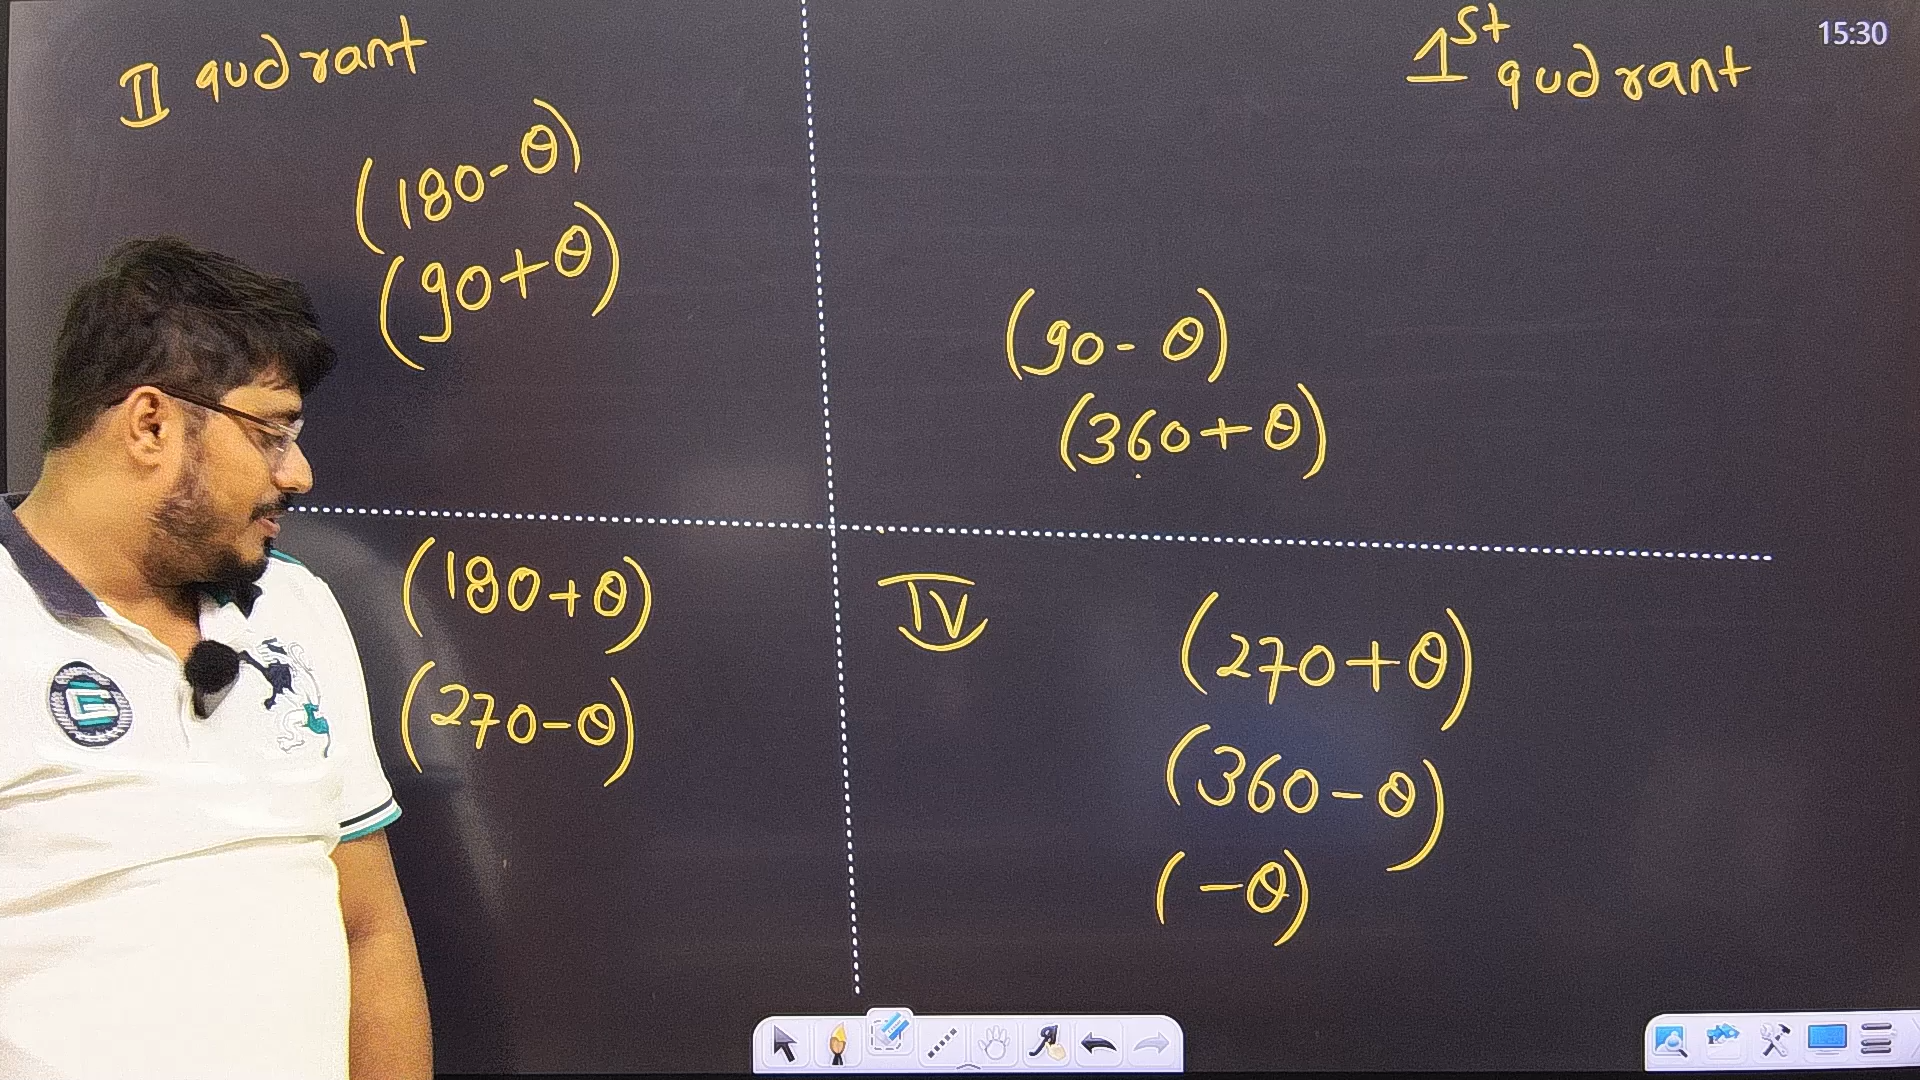 15:30
II qudrant
1st qudrant
(180-θ)
(90+θ)
(90-θ)
(360+θ)
(180+θ)
(270-θ)
IV
(270+θ)
(360-θ)
(-θ)